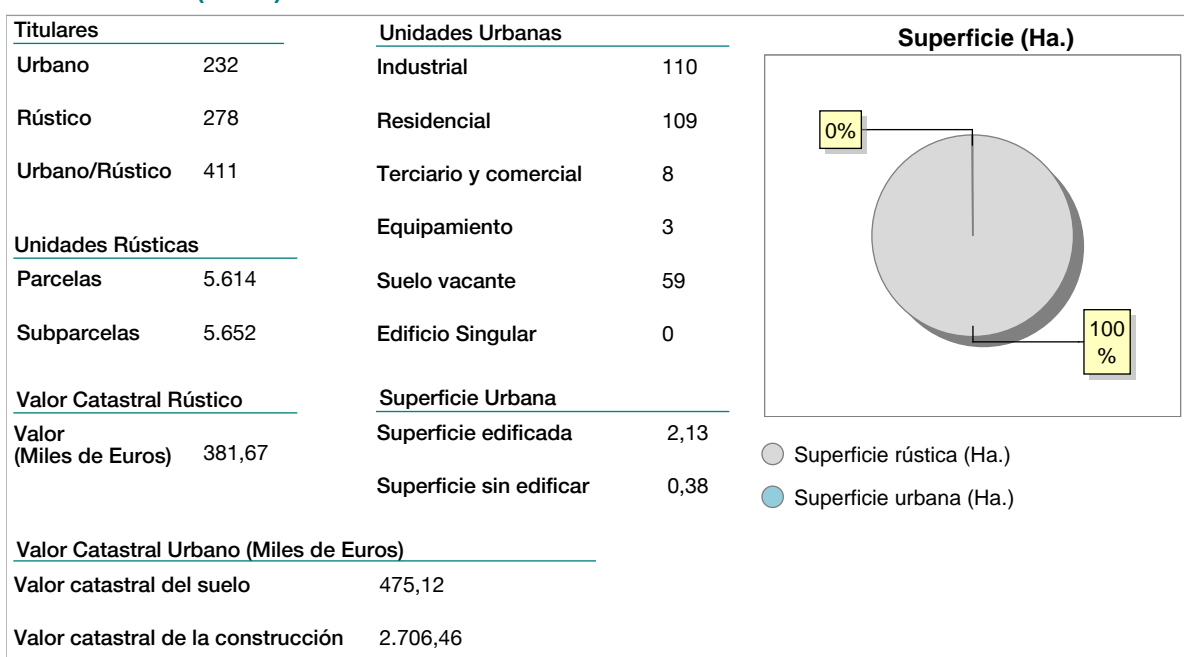 Titulares
Urbano 232
Rústico 278
Urbano/Rústico 411
Unidades Rústicas
Parcelas 5.614
Subparcelas 5.652
Valor Catastral Rústico
Valor
(Miles de Euros) 381,67
Unidades Urbanas
Industrial 110
Residencial 109
Terciario y comercial 8
Equipamiento 3
Suelo vacante 59
Edificio Singular 0
Superficie Urbana
Superficie edificada 2,13
Superficie sin edificar 0,38
Valor Catastral Urbano (Miles de Euros)
Valor catastral del suelo 475,12
Valor catastral de la construcción 2.706,46
Superficie (Ha.)
0%
100
%
Superficie rústica (Ha.)
Superficie urbana (Ha.)